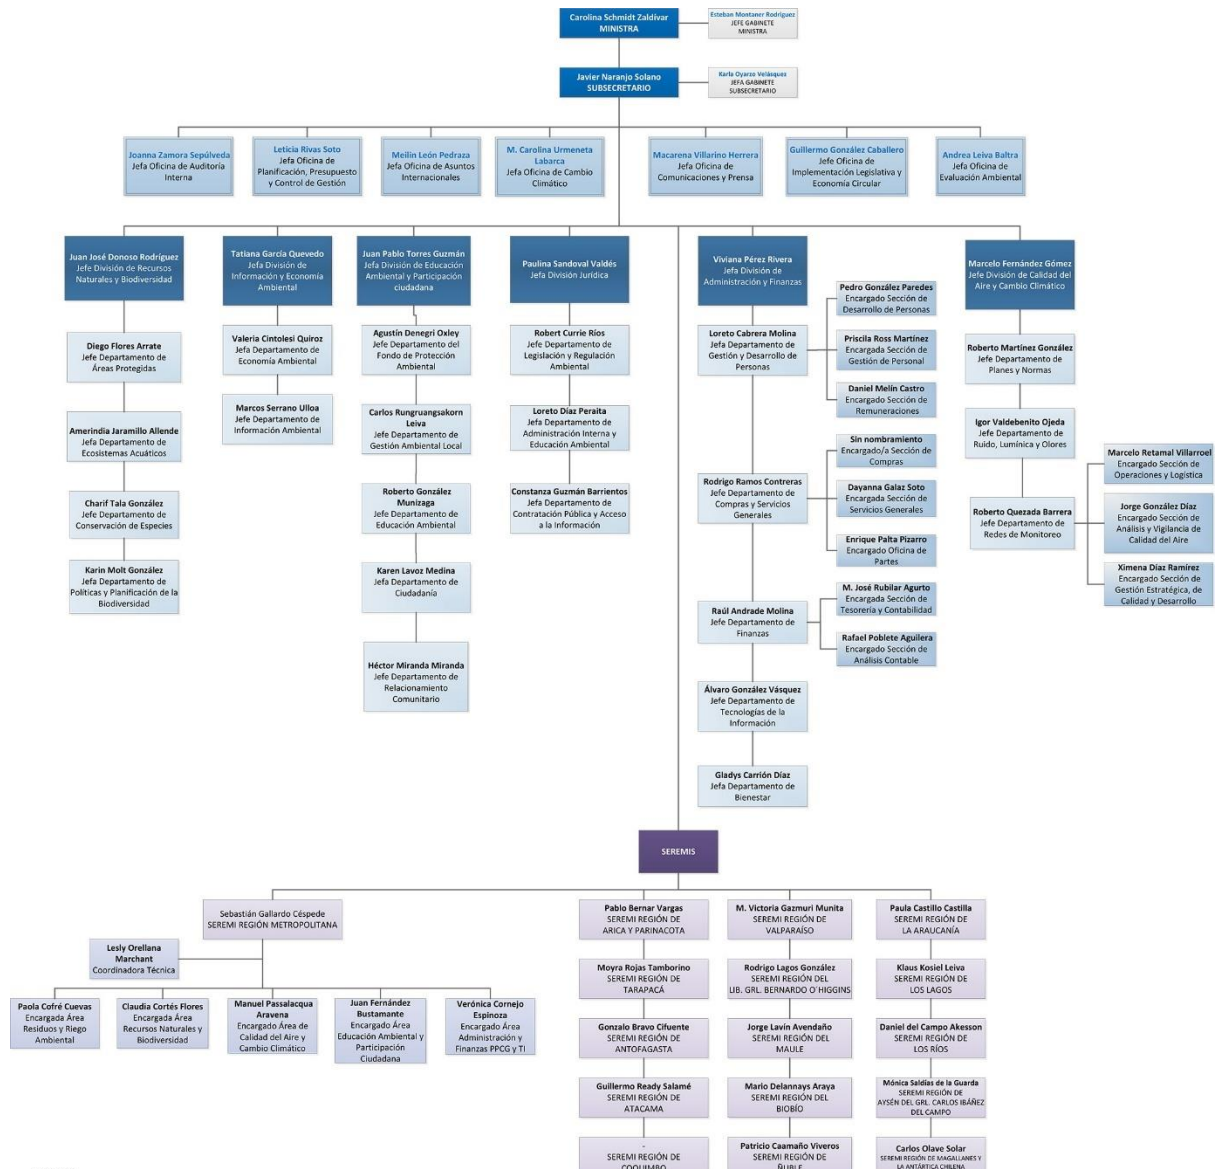 Carolina Schmidt Zaldívar
MINISTRA
Esteban Montaner Rodríguez
JEFE GABINETE
MINISTRA
Javier Naranjo Solano
SUBSECRETARIO
Karla Oyarzo Velásquez
JEFA GABINETE
SUBSECRETARIO
Joanna Zamora Sepúlveda
Jefa Oficina de Auditoría
Interna
Leticia Rivas Soto
Jefa Oficina de
Planificación, Presupuesto
y Control de Gestión
Meilin León Pedraza
Jefa Oficina de Asuntos
Internacionales
M. Carolina Urmeneta
Labarca
Jefa Oficina de Cambio
Climático
Macarena Villarino Herrera
Jefa Oficina de
Comunicaciones y Prensa
Guillermo González Caballero
Jefe Oficina de
Implementación Legislativa y
Economía Circular
Andrea Leiva Baltra
Jefa Oficina de
Evaluación Ambiental
Juan José Donoso Rodríguez
Jefe División de Recursos
Naturales y Biodiversidad
Diego Flores Arrate
Jefe Departamento de
Áreas Protegidas
Amerindia Jaramillo Allende
Jefa Departamento de
Ecosistemas Acuáticos
Charif Tala González
Jefe Departamento de
Conservación de Especies
Karin Molt González
Jefa Departamento de
Políticas y Planificación de la
Biodiversidad
Tatiana García Quevedo
Jefa División de
Información y Economía
Ambiental
Valeria Cintolesi Quiroz
Jefa Departamento de
Economía Ambiental
Marcos Serrano Ulloa
Jefe Departamento de
Información Ambiental
Juan Pablo Torres Guzmán
Jefa División de Educación
Ambiental y Participación
ciudadana
Agustín Denegri Oxley
Jefe Departamento del
Fondo de Protección
Ambiental
Carlos Rungruangsakorn
Leiva
Jefe Departamento de
Gestión Ambiental Local
Roberto González
Munizaga
Jefe Departamento de
Educación Ambiental
Karen Lavoz Medina
Jefa Departamento de
Ciudadanía
Héctor Miranda Miranda
Jefe Departamento de
Relacionamiento
Comunitario
Paulina Sandoval Valdés
Jefa División Jurídica
Robert Currie Ríos
Jefe Departamento de
Legislación y Regulación
Ambiental
Loreto Díaz Peraita
Jefa Departamento de
Administración Interna y
Educación Ambiental
Constanza Guzmán Barrientos
Jefa Departamento de
Contratación Pública y Acceso
a la Información
Viviana Pérez Rivera
Jefa División de
Administración y Finanzas
Loreto Cabrera Molina
Jefa Departamento de
Gestión y Desarrollo de
Personas
Pedro González Paredes
Encargado Sección de
Desarrollo de Personas
Priscila Ross Martínez
Encargada Sección de
Gestión de Personal
Daniel Melín Castro
Encargado Sección de
Remuneraciones
Rodrigo Ramos Contreras
Jefe Departamento de
Compras y Servicios
Generales
Sin nombramiento
Encargado/a Sección de
Compras
Dayanna Galaz Soto
Encargada Sección de
Servicios Generales
Enrique Palta Pizarro
Encargado Oficina de
Partes
Raúl Andrade Molina
Jefe Departamento de
Finanzas
M. José Rubilar Agurto
Encargada Sección de
Tesorería y Contabilidad
Rafael Poblete Aguilera
Encargado Sección de
Análisis Contable
Álvaro González Vásquez
Jefe Departamento de
Tecnologías de la
Información
Gladys Carrión Díaz
Jefa Departamento de
Bienestar
Marcelo Fernández Gómez
Jefe División de Calidad del
Aire y Cambio Climático
Roberto Martínez González
Jefe Departamento de
Planes y Normas
Igor Valdebenito Ojeda
Jefe Departamento de
Ruido, Lumínica y Olores
Roberto Quezada Barrera
Jefe Departamento de
Redes de Monitoreo
Marcelo Retamal Villarroel
Encargado Sección de
Operaciones y Logística
Jorge González Díaz
Encargado Sección de
Análisis y Vigilancia de
Calidad del Aire
Ximena Díaz Ramírez
Encargado Sección de
Gestión Estratégica, de
Calidad y Desarrollo
SEREMIS
Sebastián Gallardo Céspede
SEREMI REGIÓN METROPOLITANA
Lesly Orellana
Marchant
Coordinadora Técnica
Paola Cofré Cuevas
Encargada Área
Residuos y Riego
Ambiental
Claudia Cortés Flores
Encargada Área
Recursos Naturales y
Biodiversidad
Manuel Passalacqua
Aravena
Encargado Área de
Calidad del Aire y
Cambio Climático
Juan Fernández
Bustamante
Encargado Área
Educación Ambiental y
Participación
Ciudadana
Verónica Cornejo
Espinoza
Encargado Área
Administración y
Finanzas PPCG y TI
Pablo Bernar Vargas
SEREMI REGIÓN DE
ARICA Y PARINACOTA
Moyra Rojas Tamborino
SEREMI REGIÓN DE
TARAPACÁ
Gonzalo Bravo Cifuente
SEREMI REGIÓN DE
ANTOFAGASTA
Guillermo Ready Salamé
SEREMI REGIÓN DE
ATACAMA
-
SEREMI REGIÓN DE
COQUIMBO
M. Victoria Gazmuri Munita
SEREMI REGIÓN DE
VALPARAÍSO
Rodrigo Lagos González
SEREMI REGIÓN DEL
LIB. GRL. BERNARDO O´HIGGINS
Jorge Lavín Avendaño
SEREMI REGIÓN DEL
MAULE
Mario Delannays Araya
SEREMI REGIÓN DEL
BIOBÍO
Patricio Caamaño Viveros
SEREMI REGIÓN DE
ÑUBLE
Paula Castillo Castilla
SEREMI REGIÓN DE
LA ARAUCANÍA
Klaus Kosiel Leiva
SEREMI REGIÓN DE
LOS LAGOS
Daniel del Campo Akesson
SEREMI REGIÓN DE
LOS RÍOS
Mónica Saldías de la Guarda
SEREMI REGIÓN DE
AYSÉN DEL GRL. CARLOS IBÁÑEZ
DEL CAMPO
Carlos Olave Solar
SEREMI REGIÓN DE MAGALLANES Y
LA ANTÁRTICA CHILENA